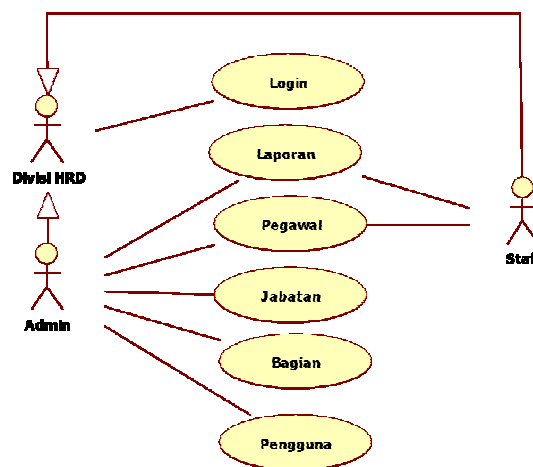 Login
Laporan
Divisi HRD
Pegawai
Staf
Jabatan
Admin
Bagian
Pengguna